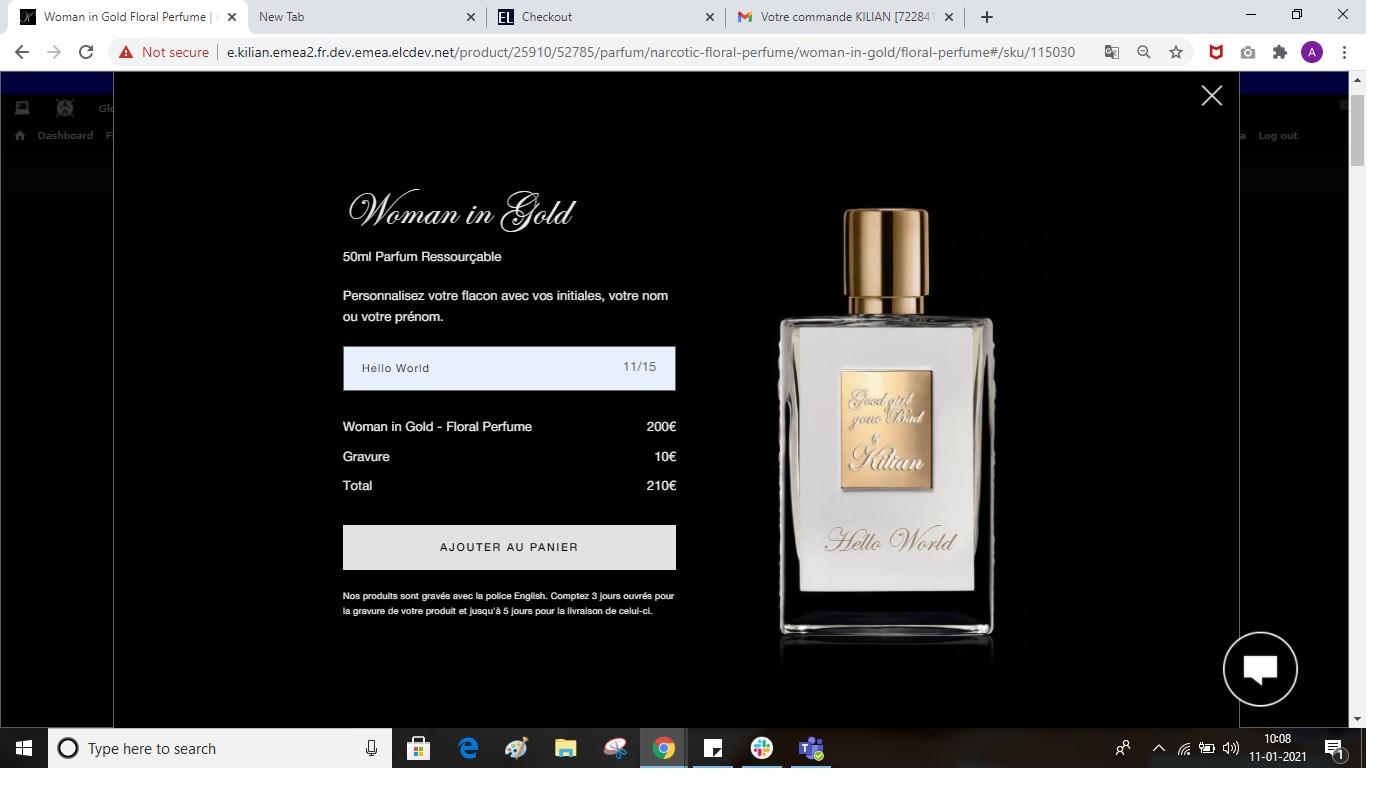 Woman in Gold Floral Perfume |
New Tab
Checkout
Votre commande KILIAN [722841
Not secure
e.kilian.emea2.fr.dev.emea.elcdev.net/product/25910/52785/parfum/narcotic-floral-perfume/woman-in-gold/floral-perfume#/sku/115030
A
Dashboard
Log out
Woman in Gold
50ml Parfum Ressourçable
Personnalisez votre flacon avec vos initiales, votre nom
ou votre prénom.
Hello World 11/15
Woman in Gold - Floral Perfume 200€
Gravure 10€
Total 210€
AJOUTER AU PANIER
Nos produits sont gravés avec la police English. Comptez 3 jours ouvrés pour
la gravure de votre produit et jusqu'à 5 jours pour la livraison de celui-ci.
Good girl
gone Bad
by
Kilian
Hello World
Type here to search
10:08
11-01-2021
1